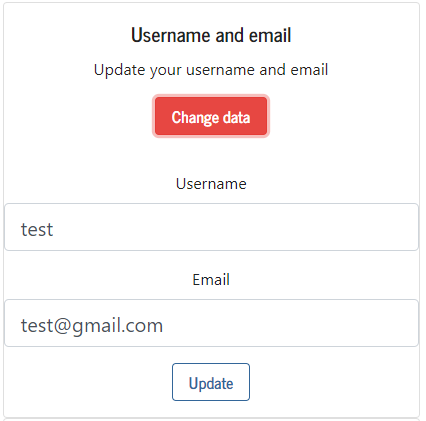 Username and email
Update your username and email
Change data
Username
test
Email
test@gmail.com
Update